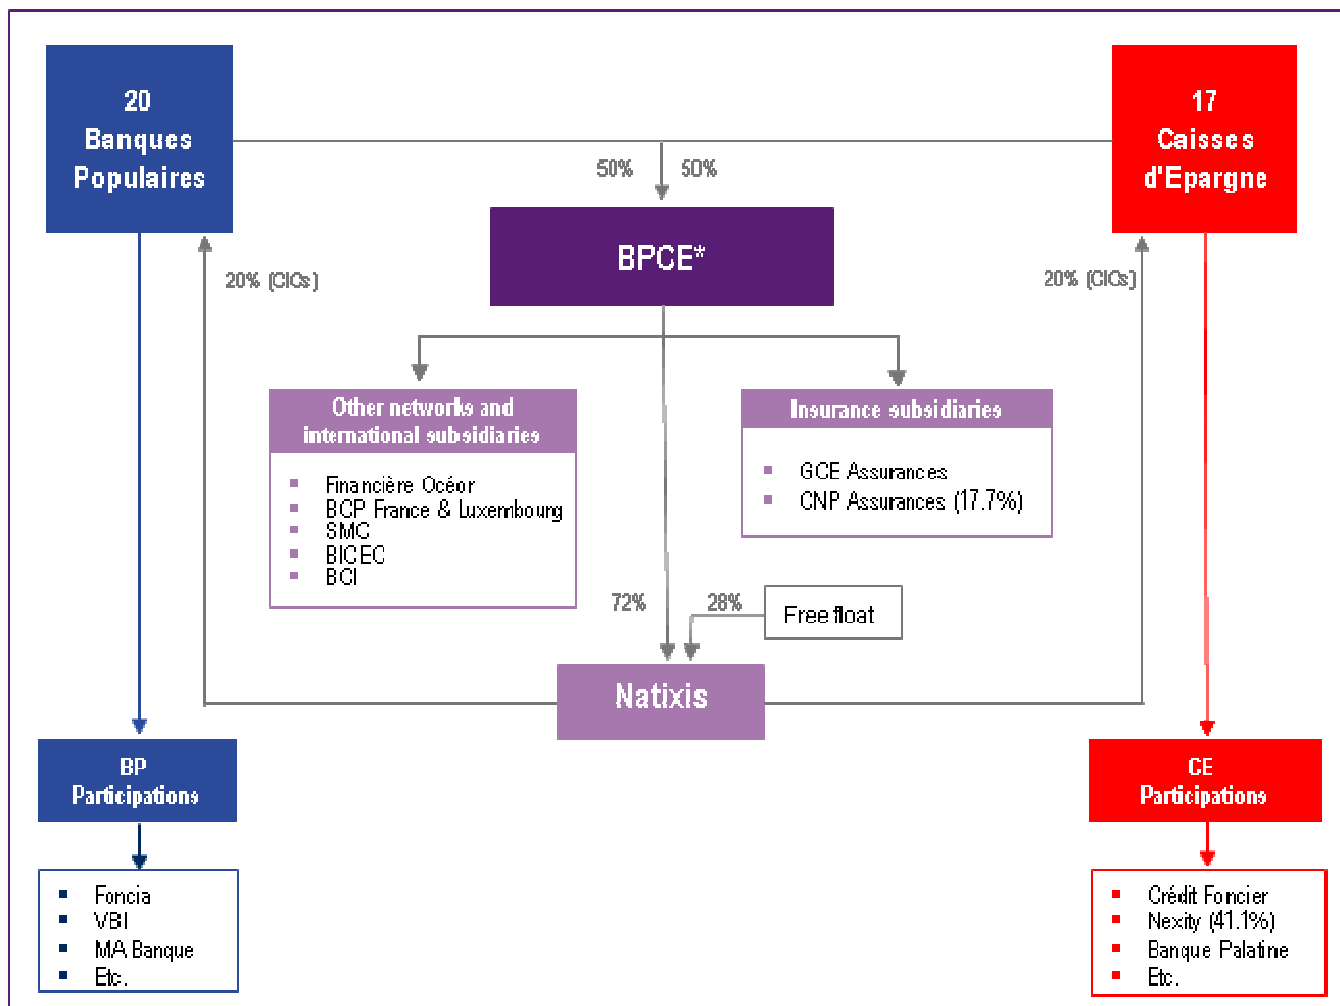 20
Banques
Populaires
17
Caisses
d'Epargne
50%
50%
BPCE*
20% (CICs)
20% (CICs)
Other networks and
international subsidiaries
Financière Océor
BCP France & Luxembourg
SMC
BICEC
BCI
Insurance subsidiaries
GCE Assurances
CNP Assurances (17.7%)
72%
28%
Free float
Natixis
BP
Participations
CE
Participations
Foncia
VBI
MA Banque
Etc.
Crédit Foncier
Nexity (41.1%)
Banque Palatine
Etc.